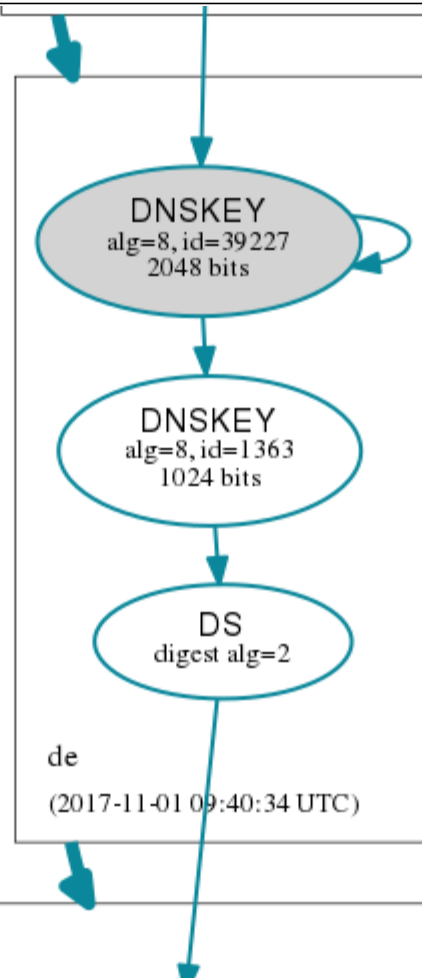 DNSKEY
alg=8, id=39227
2048 bits
DNSKEY
alg=8, id=1363
1024 bits
DS
digest alg=2
de
(2017-11-01 09:40:34 UTC)